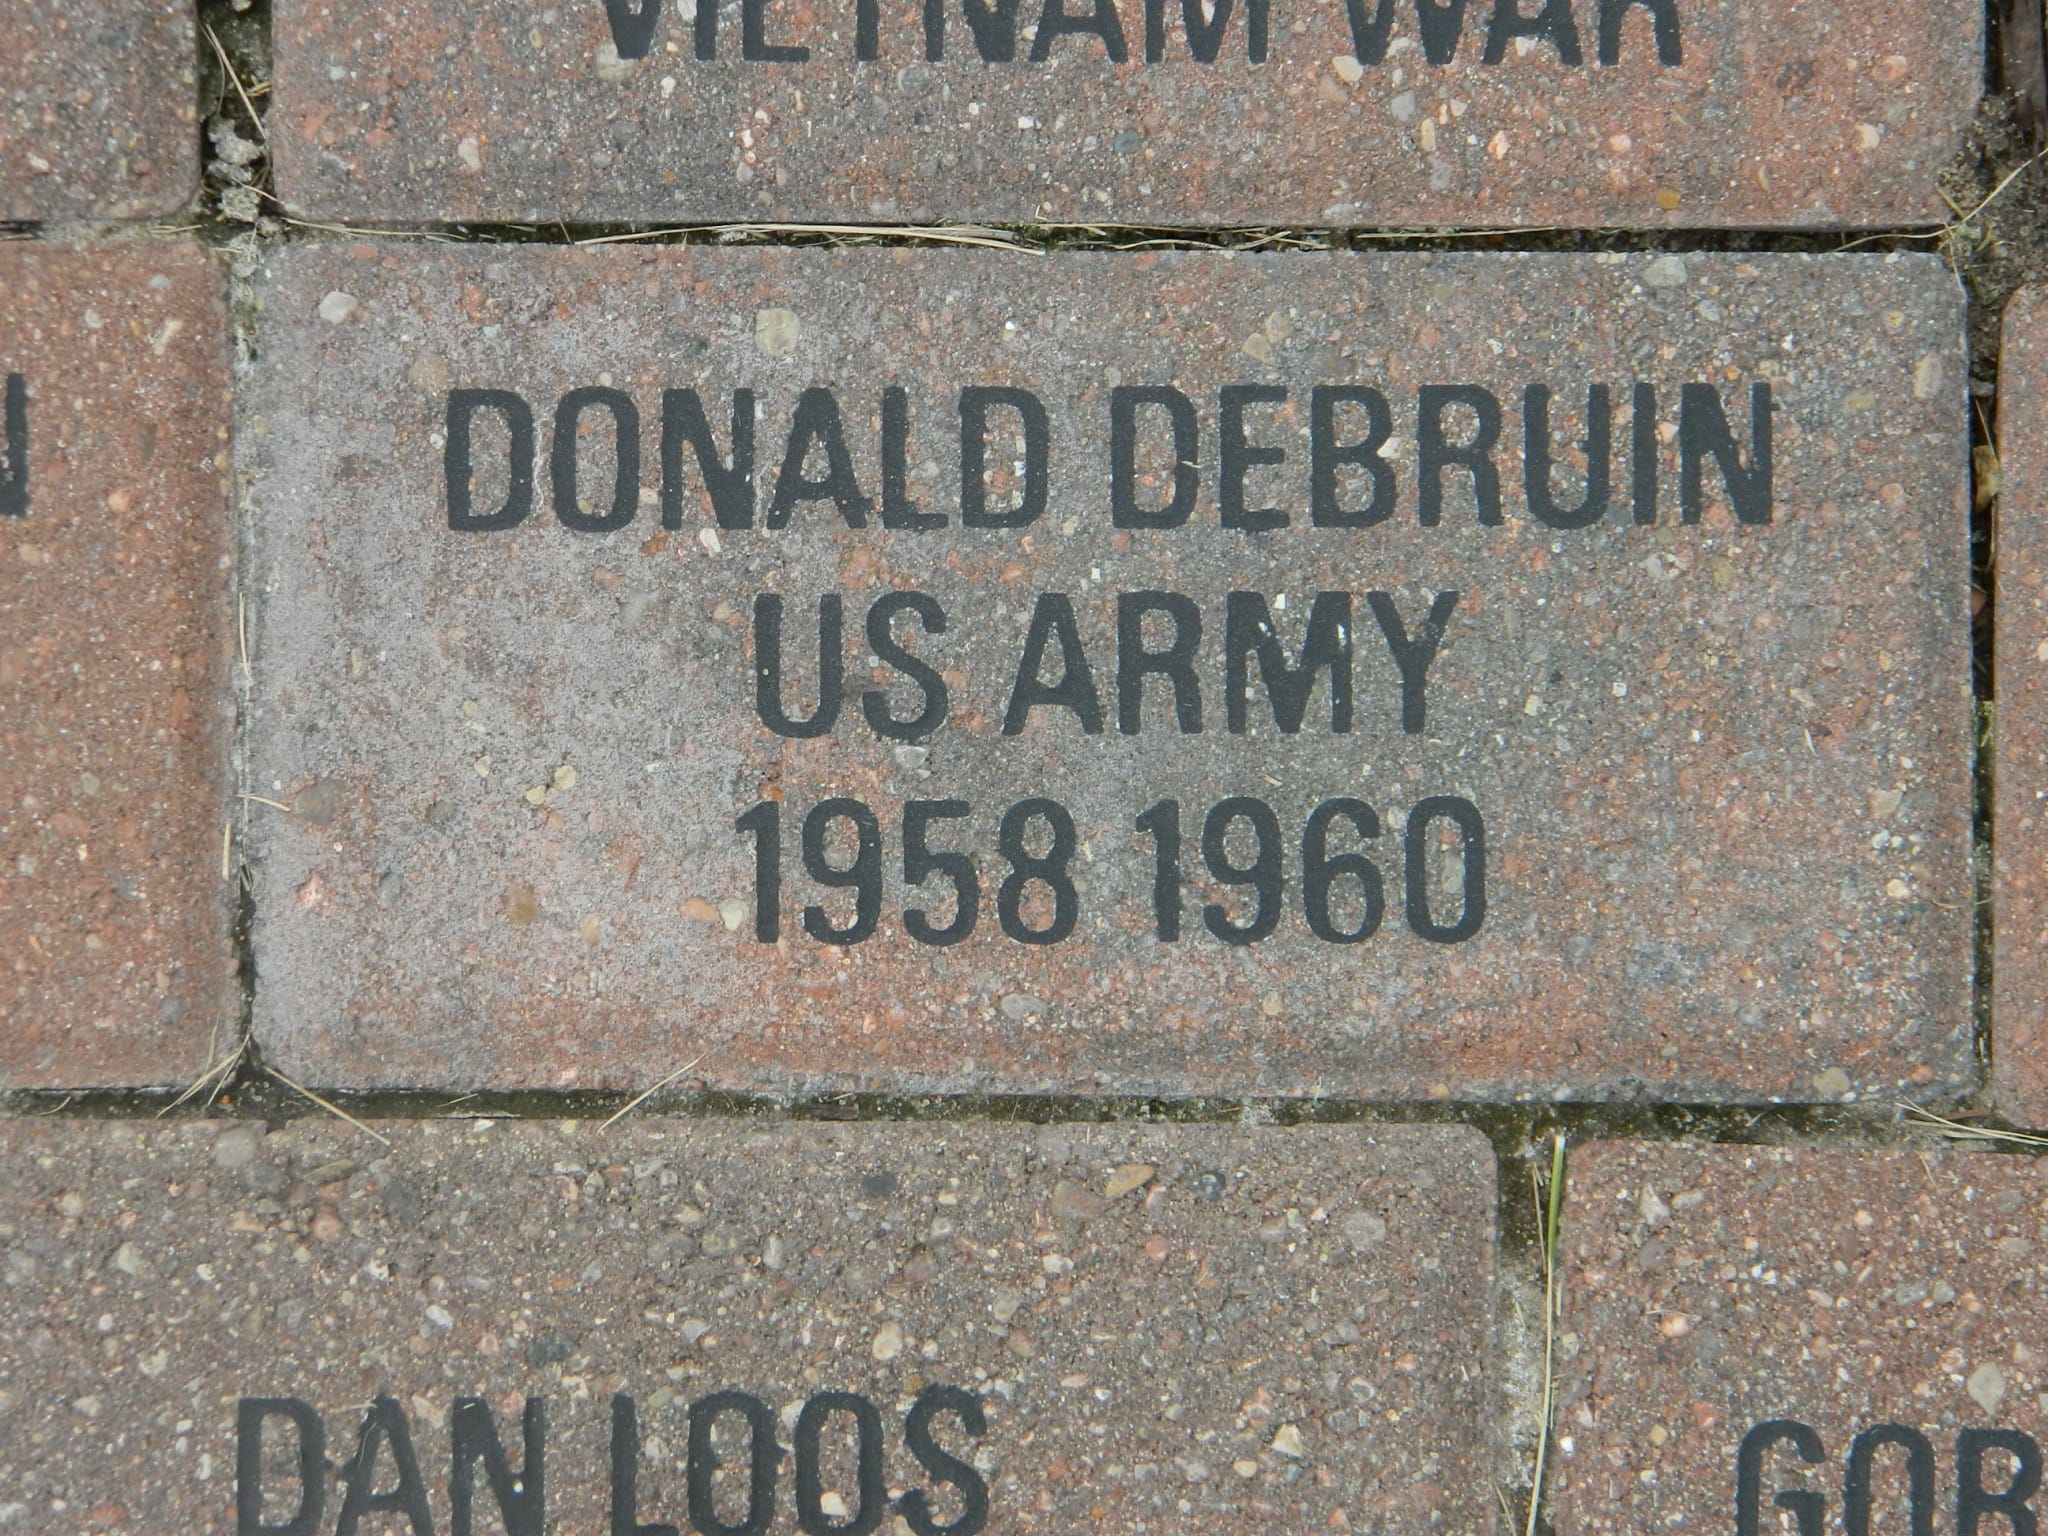 VIETNAM WAR
DONALD DEBRUIN
US ARMY
1958 1960
DAN LOOS